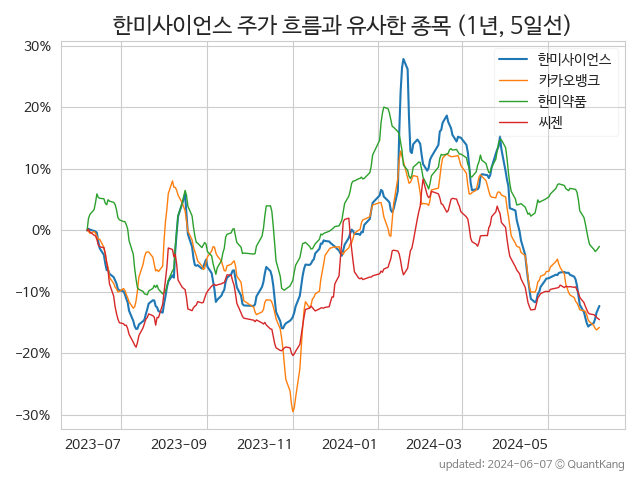 한미사이언스 주가 흐름과 유사한 종목 (1년, 5일선)
30%
20%
10%
0%
−10%
−20%
−30%
한미사이언스
카카오뱅크
한미약품
씨젠
2023-07 2023-09 2023-11 2024-01 2024-03 2024-05
updated: 2024-06-07 © QuantKang